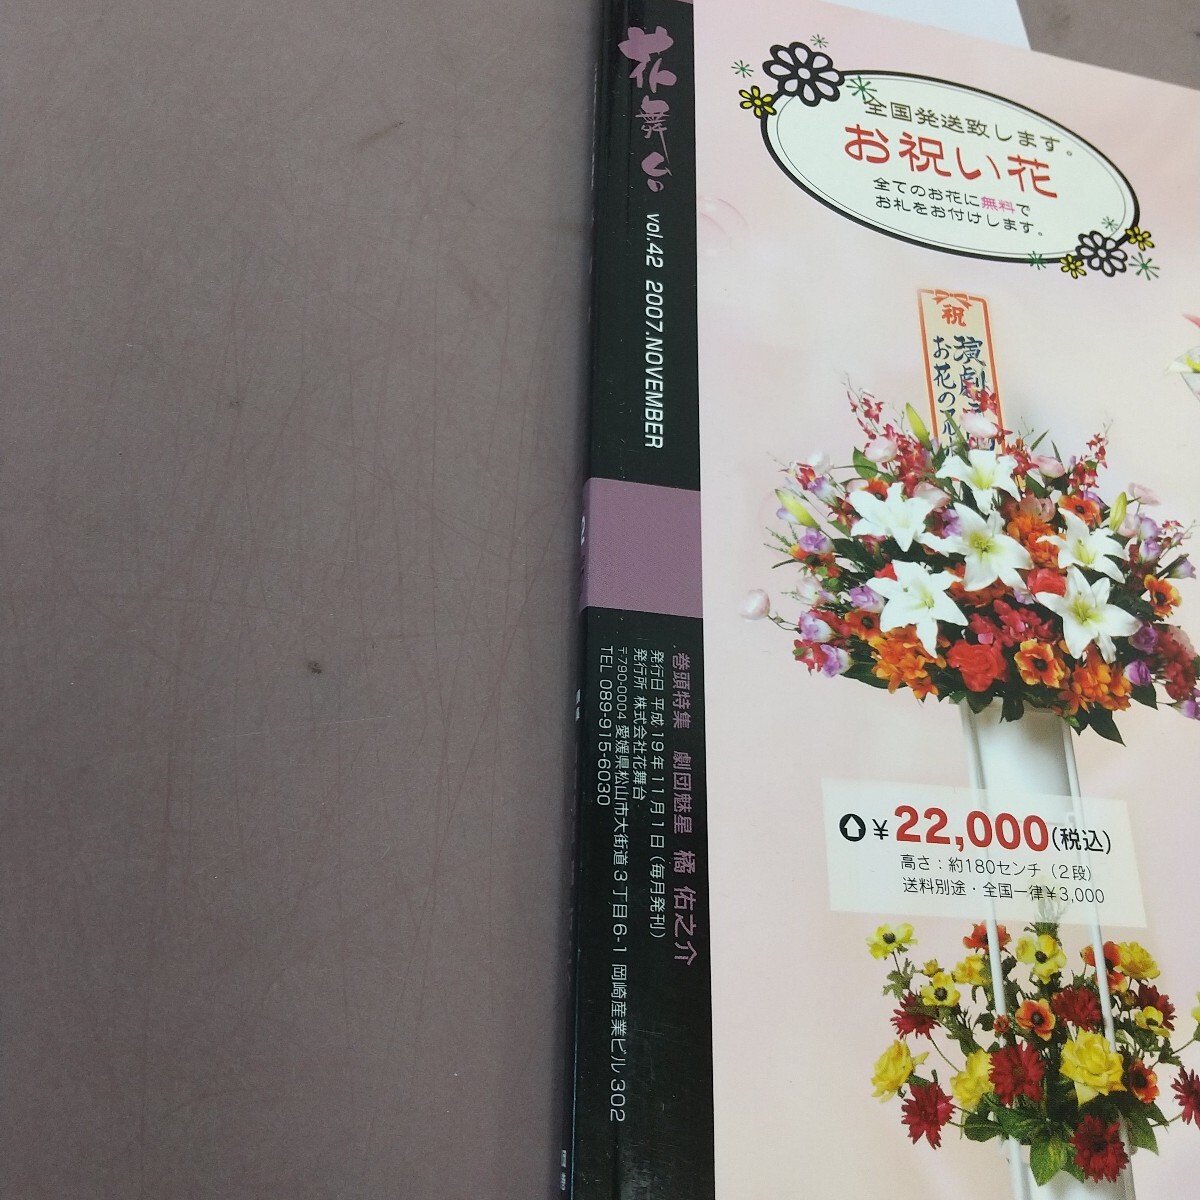 花舞台
vol.42 2007.NOVEMBER
巻頭特集 劇団魅星 橘 佑之介
発行日 平成19年11月1日(毎月発刊)
発行所 株式会社花舞台
〒790-0004 愛媛県松山市大街道3丁目6-1 岡崎産業ビル302
TEL 089-915-6030
全国発送致します。
お祝い花
全てのお花に無料で
お札をお付けします。
祝
演劇
お花の
¥22,000(税込)
高さ：約180センチ（2段）
送料別途・全国一律¥3,000